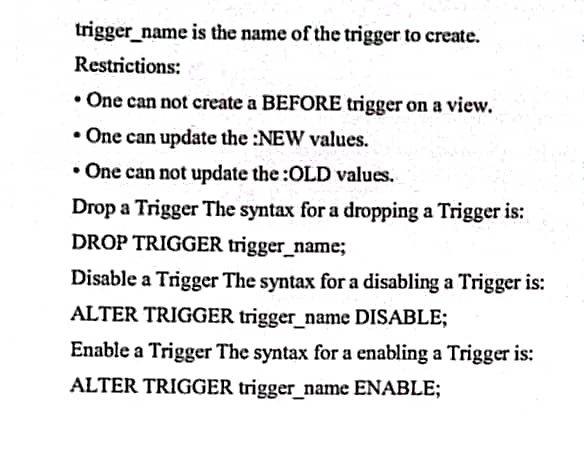 trigger_name is the name of the trigger to create.
Restrictions:
• One can not create a BEFORE trigger on a view.
• One can update the :NEW values.
• One can not update the :OLD values.
Drop a Trigger The syntax for a dropping a Trigger is:
DROP TRIGGER trigger_name;
Disable a Trigger The syntax for a disabling a Trigger is:
ALTER TRIGGER trigger_name DISABLE;
Enable a Trigger The syntax for a enabling a Trigger is:
ALTER TRIGGER trigger_name ENABLE;